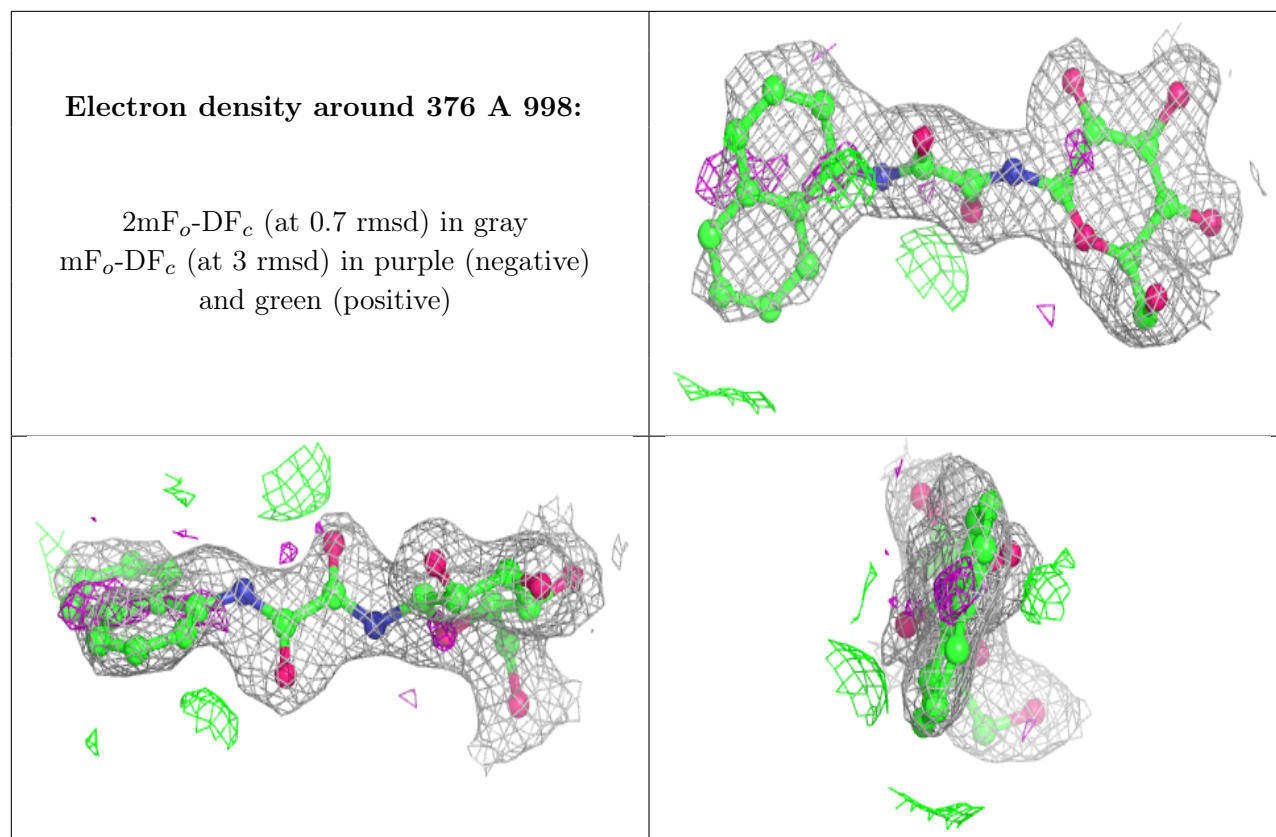 Electron density around 376 A 998:
2mFₒ-DF𝒸 (at 0.7 rmsd) in gray
mFₒ-DF𝒸 (at 3 rmsd) in purple (negative)
and green (positive)